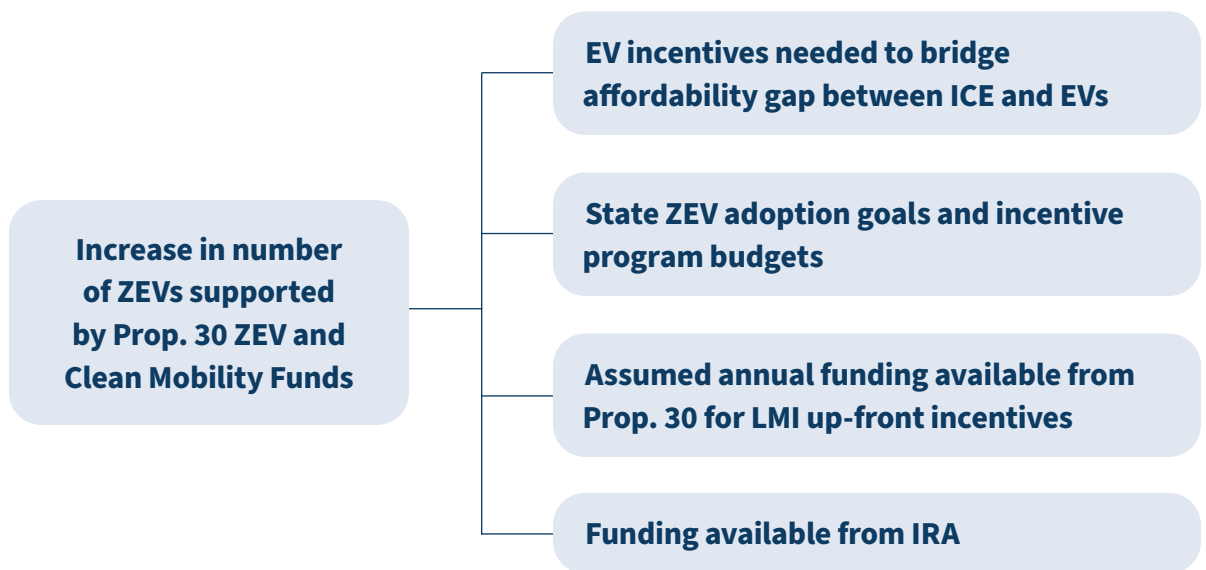 Increase in number
of ZEVs supported
by Prop. 30 ZEV and
Clean Mobility Funds
EV incentives needed to bridge
affordability gap between ICE and EVs
State ZEV adoption goals and incentive
program budgets
Assumed annual funding available from
Prop. 30 for LMI up-front incentives
Funding available from IRA